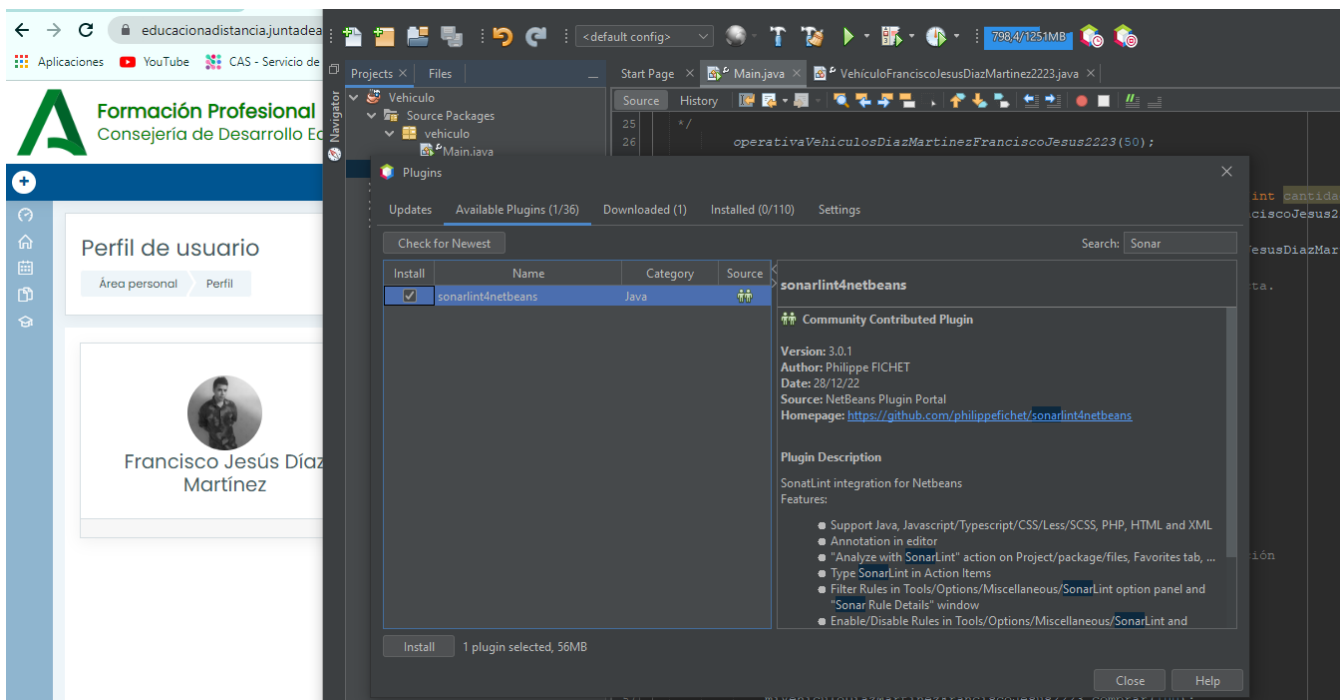 educacionadistancia.juntadea
Aplicaciones YouTube CAS - Servicio de
Formación Profesional
Consejería de Desarrollo Ec
Perfil de usuario
Área personal Perfil
Francisco Jesús Díaz
Martínez
<default config>
798,4/1251MB
Projects Files
Start Page Main.java VehículoFranciscoJesusDiazMartinez2223.java
Navigator
Vehiculo
Source Packages
vehiculo
Main.java
Source History
25 */
26 operativaVehiculosDiazMartinezFranciscoJesus2223(50);
int cantida
ciscoJesus2
esusDiazMar
ta.
ión
Plugins
Updates Available Plugins (1/36) Downloaded (1) Installed (0/110) Settings
Check for Newest
Search: Sonar
Install Name Category Source
sonarlint4netbeans Java
sonarlint4netbeans
Community Contributed Plugin
Version: 3.0.1
Author: Philippe FICHET
Date: 28/12/22
Source: NetBeans Plugin Portal
Homepage: https://github.com/philippefichet/sonarlint4netbeans
Plugin Description
SonatLint integration for Netbeans
Features:
Support Java, Javascript/Typescript/CSS/Less/SCSS, PHP, HTML and XML
Annotation in editor
"Analyze with SonarLint" action on Project/package/files, Favorites tab, ...
Type SonarLint in Action Items
Filter Rules in Tools/Options/Miscellaneous/SonarLint option panel and
"Sonar Rule Details" window
Enable/Disable Rules in Tools/Options/Miscellaneous/SonarLint and
Install 1 plugin selected, 56MB
Close Help